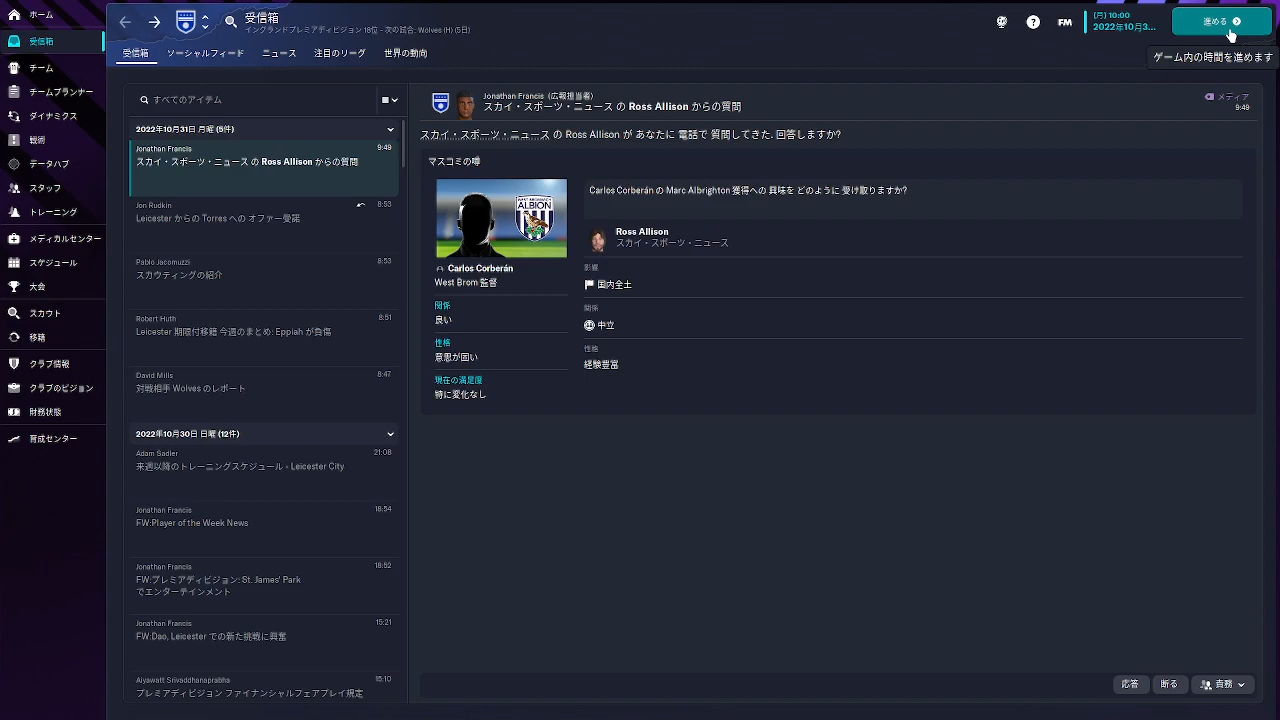 ホーム
受信箱
チーム
チームプランナー
ダイナミクス
戦術
データハブ
スタッフ
トレーニング
メディカルセンター
スケジュール
大会
スカウト
移籍
クラブ情報
クラブのビジョン
財務状態
育成センター
受信箱
イングランドプレミアディビジョン 18位 - 次の試合: Wolves (H) (5日)
FM
(月) 10:00
2022年10月3...
進める
ゲーム内の時間を進めます
受信箱
ソーシャルフィード
ニュース
注目のリーグ
世界の動向
すべてのアイテム
2022年10月31日 月曜 (5件)
Jonathan Francis 9:49
スカイ・スポーツ・ニュース の Ross Allison からの質問
Jon Rudkin 8:53
Leicester からの Torres への オファー受諾
Pablo Jacomuzzi 8:53
スカウティングの紹介
Robert Huth 8:51
Leicester 期限付移籍 今週のまとめ: Eppiah が負傷
David Mills 8:47
対戦相手 Wolves のレポート
2022年10月30日 日曜 (12件)
Adam Sadler 21:08
来週以降のトレーニングスケジュール - Leicester City
Jonathan Francis 18:54
FW:Player of the Week News
Jonathan Francis 18:52
FW:プレミアディビジョン: St. James' Park
でエンターテインメント
Jonathan Francis 15:21
FW:Dao, Leicester での新た挑戦に興奮
Aiyawatt Srivaddhanaprabha 15:10
プレミアディビジョン ファイナンシャルフェアプレイ規定
Jonathan Francis (広報担当者)
スカイ・スポーツ・ニュース の Ross Allison からの質問
メディア
9:49
スカイ・スポーツ・ニュース の Ross Allison が あなたに 電話で 質問してきた. 回答しますか?
マスコミの噂
WEST BROMWICH
ALBION
Carlos Corberán
West Brom 監督
関係
良い
性格
意思が固い
現在の満足度
特に変化なし
Carlos Corberán の Marc Albrighton 獲得への 興味を どのように 受け取りますか?
Ross Allison
スカイ・スポーツ・ニュース
影響
国内全土
関係
中立
性格
経験豊富
応答
断る
責務